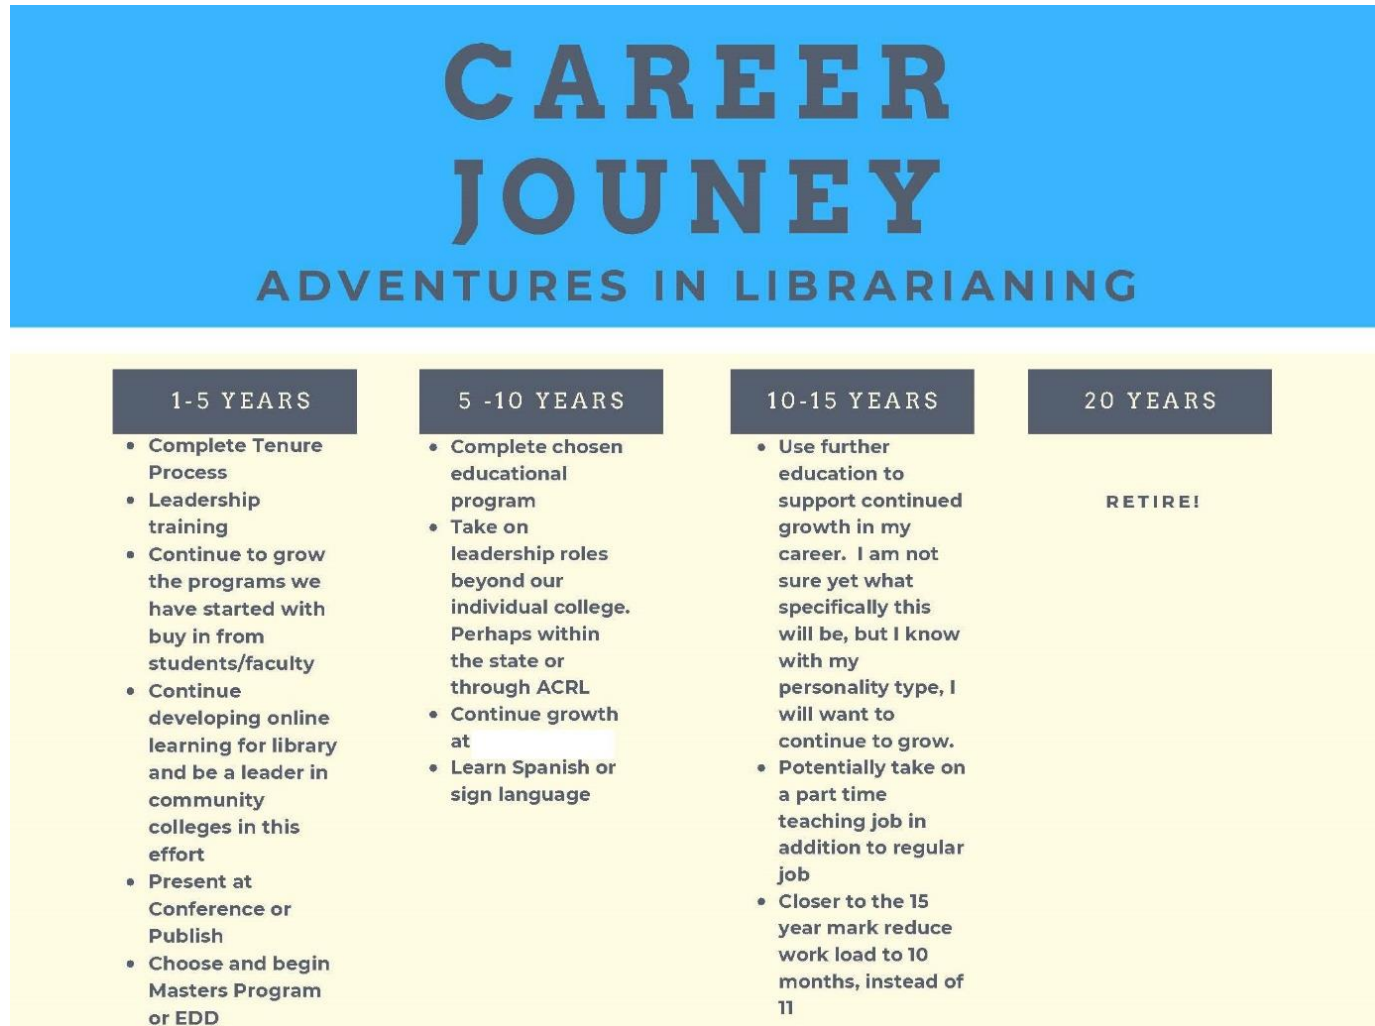 CAREER
JOUNEY
ADVENTURES IN LIBRARIANING
1-5 YEARS
• Complete Tenure
Process
• Leadership
training
• Continue to grow
the programs we
have started with
buy in from
students/faculty
• Continue
developing online
learning for library
and be a leader in
community
colleges in this
effort
• Present at
Conference or
Publish
• Choose and begin
Masters Program
or EDD
5 -10 YEARS
• Complete chosen
educational
program
• Take on
leadership roles
beyond our
individual college.
Perhaps within
the state or
through ACRL
• Continue growth
at
• Learn Spanish or
sign language
10-15 YEARS
• Use further
education to
support continued
growth in my
career.  I am not
sure yet what
specifically this
will be, but I know
with my
personality type, I
will want to
continue to grow.
• Potentially take on
a part time
teaching job in
addition to regular
job
• Closer to the 15
year mark reduce
work load to 10
months, instead of
11
20 YEARS
RETIRE!